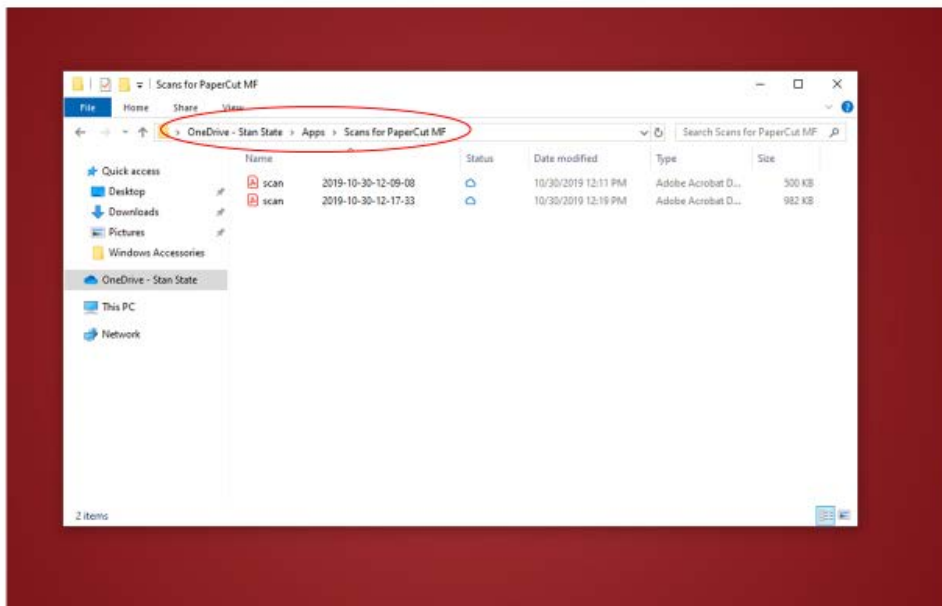 Scans for PaperCut MF
File Home Share View
OneDrive - Stan State › Apps › Scans for PaperCut MF Search Scans for PaperCut MF
Name Status Date modified Type Size
Quick access
scan 2019-10-30-12-09-08 10/30/2019 12:11 PM Adobe Acrobat D... 500 KB
Desktop
scan 2019-10-30-12-17-33 10/30/2019 12:19 PM Adobe Acrobat D... 982 KB
Downloads
Pictures
Windows Accessories
OneDrive - Stan State
This PC
Network
2 items